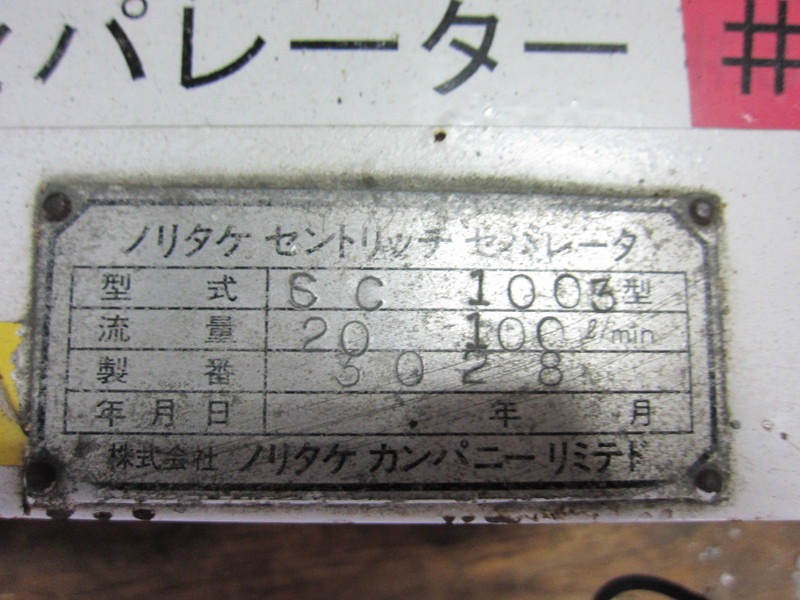 パレーター #
ノリタケ セントリッチ セパレータ
型式 SC 1003型
流量 20 100 ℓ/min
製番 3028
年月日 年 月
株式会社 ノリタケ カンパニーリミテド